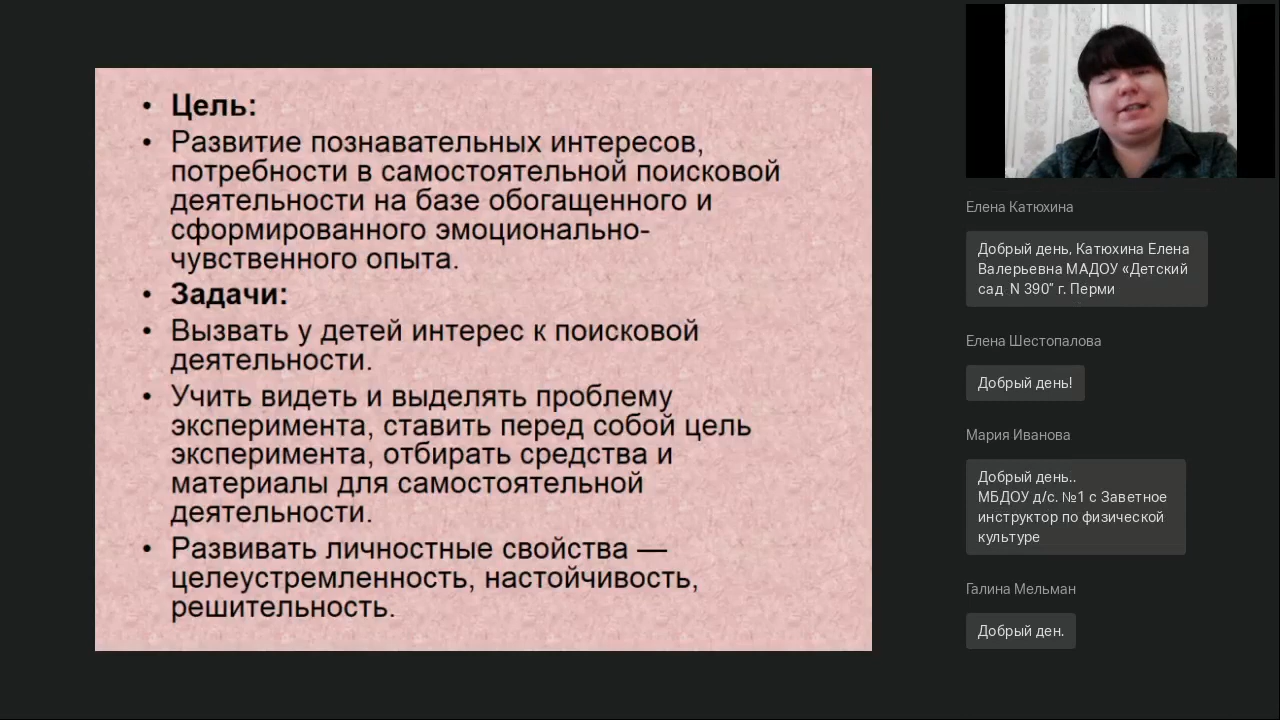 • Цель:
• Развитие познавательных интересов,
потребности в самостоятельной поисковой
деятельности на базе обогащенного и
сформированного эмоционально-
чувственного опыта.
• Задачи:
• Вызвать у детей интерес к поисковой
деятельности.
• Учить видеть и выделять проблему
эксперимента, ставить перед собой цель
эксперимента, отбирать средства и
материалы для самостоятельной
деятельности.
• Развивать личностные свойства —
целеустремленность, настойчивость,
решительность.
Елена Катюхина
Добрый день, Катюхина Елена
Валерьевна МАДОУ «Детский
сад N 390" г. Перми
Елена Шестопалова
Добрый день!
Мария Иванова
Добрый день..
МБДОУ д/с. №1 с Заветное
инструктор по физической
культуре
Галина Мельман
Добрый ден.